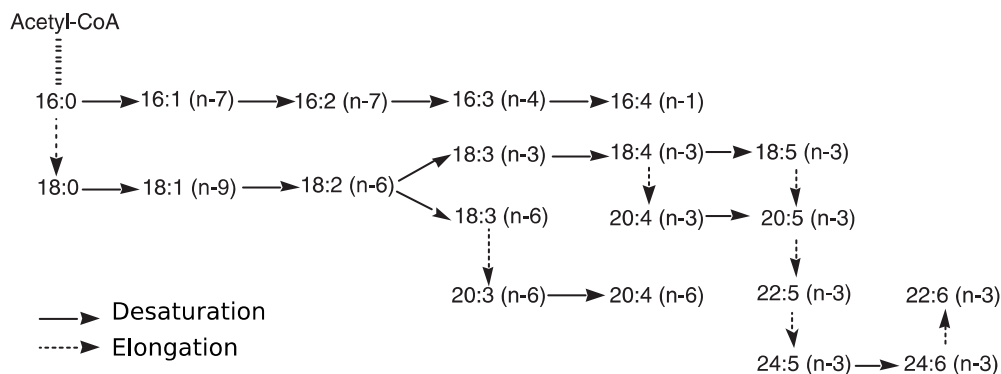 Acetyl-CoA
16:0 16:1 (n-7) 16:2 (n-7) 16:3 (n-4) 16:4 (n-1)
18:3 (n-3) 18:4 (n-3) 18:5 (n-3)
18:0 18:1 (n-9) 18:2 (n-6)
18:3 (n-6) 20:4 (n-3) 20:5 (n-3)
20:3 (n-6) 20:4 (n-6) 22:5 (n-3) 22:6 (n-3)
Desaturation
Elongation
24:5 (n-3) 24:6 (n-3)